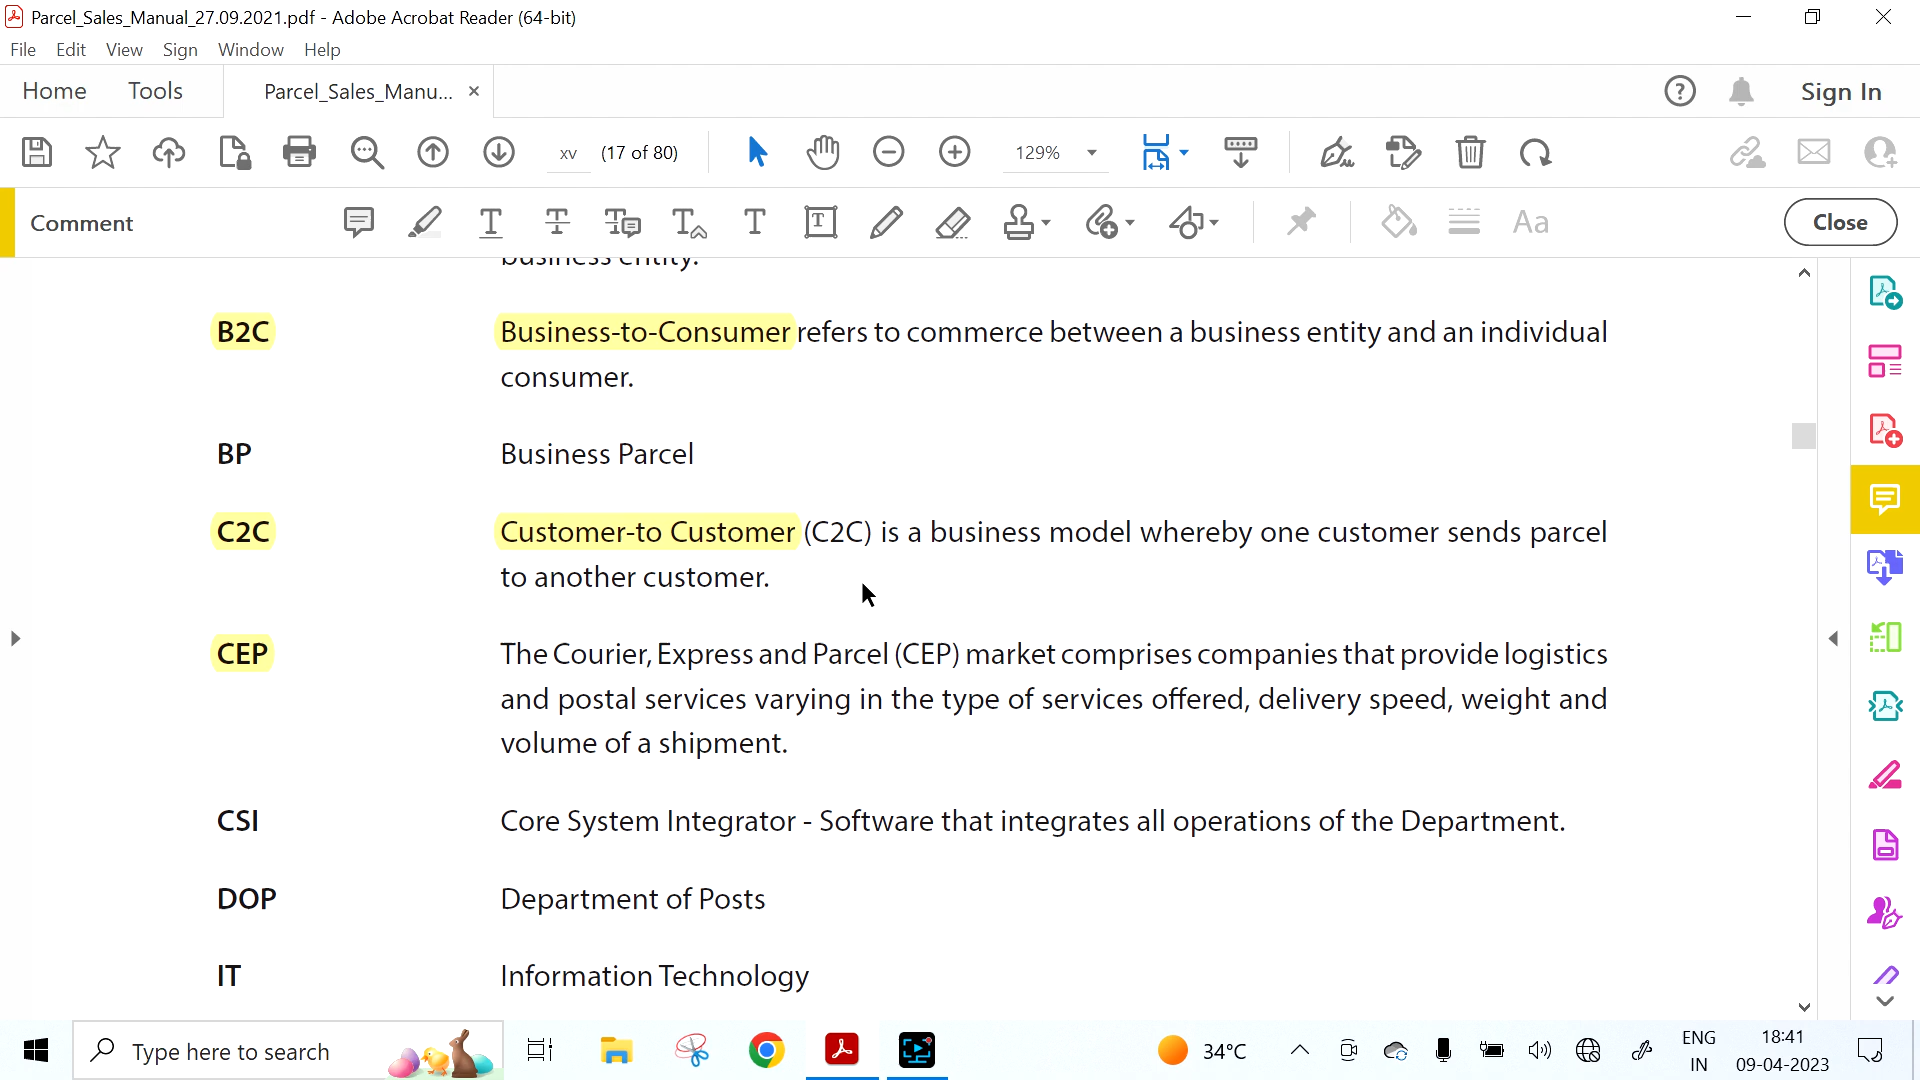 Parcel_Sales_Manual_27.09.2021.pdf - Adobe Acrobat Reader (64-bit)
File Edit View Sign Window Help
Home Tools Parcel_Sales_Manu... × Sign In
xv (17 of 80) 129%
Comment Aa Close
business entity.
B2C Business-to-Consumer refers to commerce between a business entity and an individual
consumer.
BP Business Parcel
C2C Customer-to Customer (C2C) is a business model whereby one customer sends parcel
to another customer.
CEP The Courier, Express and Parcel (CEP) market comprises companies that provide logistics
and postal services varying in the type of services offered, delivery speed, weight and
volume of a shipment.
CSI Core System Integrator - Software that integrates all operations of the Department.
DOP Department of Posts
IT Information Technology
Type here to search 34°C ENG 18:41
IN 09-04-2023